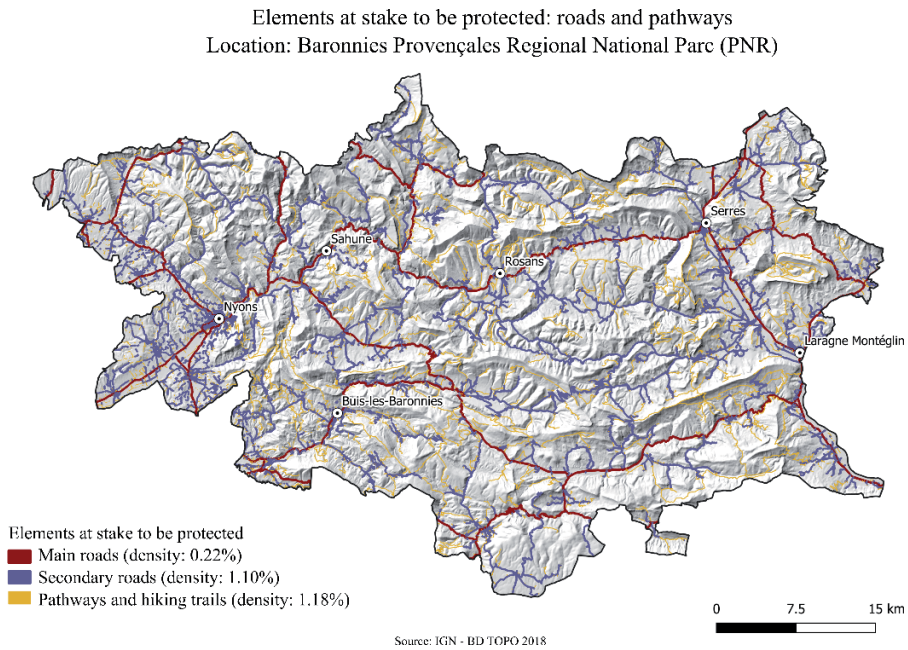 Elements at stake to be protected: roads and pathways
Location: Baronnies Provençales Regional National Parc (PNR)
Serres
Sahune
Rosans
Nyons
Laragne Montéglin
Buis-les-Baronnies
Elements at stake to be protected
Main roads (density: 0.22%)
Secondary roads (density: 1.10%)
Pathways and hiking trails (density: 1.18%)
0 7.5 15 km
Source: IGN - BD TOPO 2018